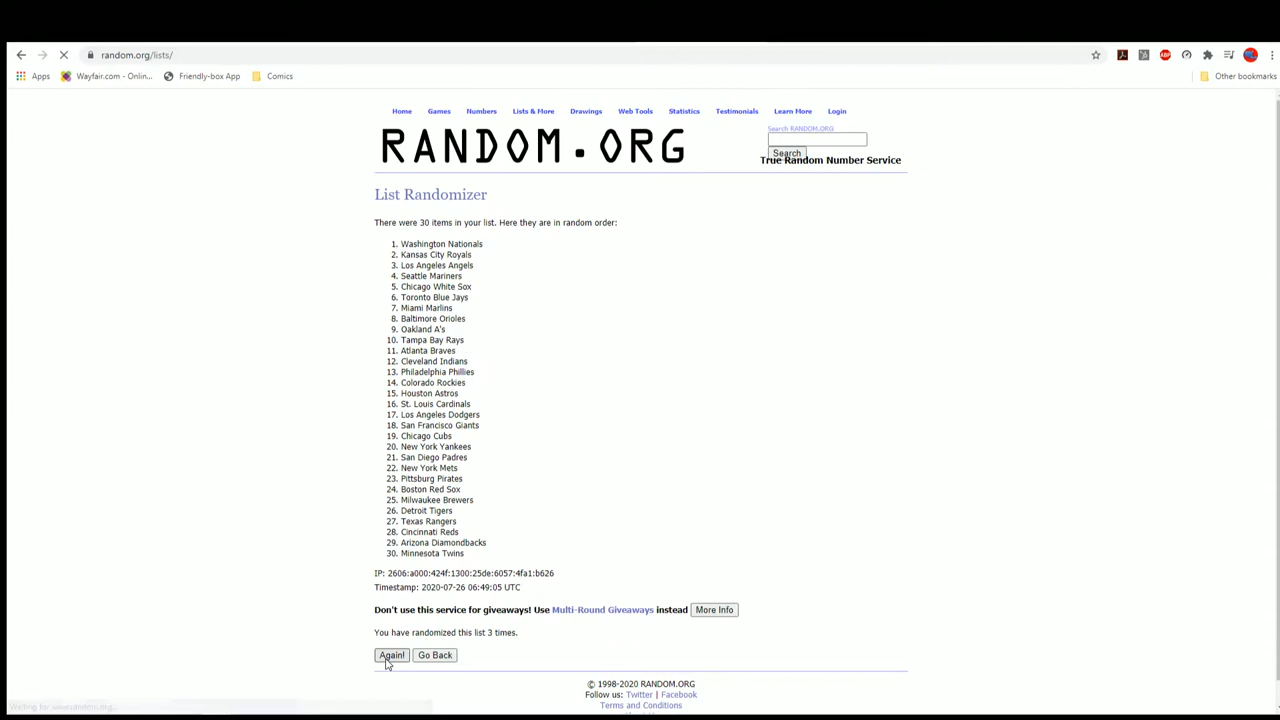 random.org/lists/
Apps Wayfair.com - Onlin... Friendly-box App Comics Other bookmarks
Home Games Numbers Lists & More Drawings Web Tools Statistics Testimonials Learn More Login
Search RANDOM.ORG
RANDOM.ORG
Search
True Random Number Service
List Randomizer
There were 30 items in your list. Here they are in random order:
1. Washington Nationals
2. Kansas City Royals
3. Los Angeles Angels
4. Seattle Mariners
5. Chicago White Sox
6. Toronto Blue Jays
7. Miami Marlins
8. Baltimore Orioles
9. Oakland A's
10. Tampa Bay Rays
11. Atlanta Braves
12. Cleveland Indians
13. Philadelphia Phillies
14. Colorado Rockies
15. Houston Astros
16. St. Louis Cardinals
17. Los Angeles Dodgers
18. San Francisco Giants
19. Chicago Cubs
20. New York Yankees
21. San Diego Padres
22. New York Mets
23. Pittsburg Pirates
24. Boston Red Sox
25. Milwaukee Brewers
26. Detroit Tigers
27. Texas Rangers
28. Cincinnati Reds
29. Arizona Diamondbacks
30. Minnesota Twins
IP: 2606:a000:424f:1300:25de:6057:4fa1:b626
Timestamp: 2020-07-26 06:49:05 UTC
Don't use this service for giveaways! Use Multi-Round Giveaways instead More Info
You have randomized this list 3 times.
Again! Go Back
© 1998-2020 RANDOM.ORG
Follow us: Twitter | Facebook
Terms and Conditions
Waiting for www.random.org...